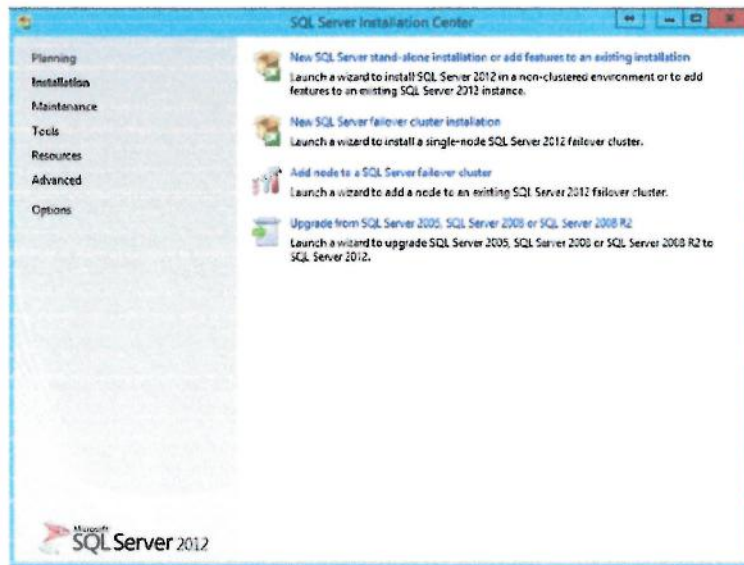 SQL Server Installation Center
Planning
Installation
Maintenance
Tools
Resources
Advanced
Options
New SQL Server stand-alone installation or add features to an existing installation
Launch a wizard to install SQL Server 2012 in a non-clustered environment or to add
features to an existing SQL Server 2012 instance.
New SQL Server failover cluster installation
Launch a wizard to install a single-node SQL Server 2012 failover cluster.
Add node to a SQL Server failover cluster
Launch a wizard to add a node to an existing SQL Server 2012 failover cluster.
Upgrade from SQL Server 2005, SQL Server 2008 or SQL Server 2008 R2
Launch a wizard to upgrade SQL Server 2005, SQL Server 2008 or SQL Server 2008 R2 to
SQL Server 2012.
Microsoft
SQL Server 2012